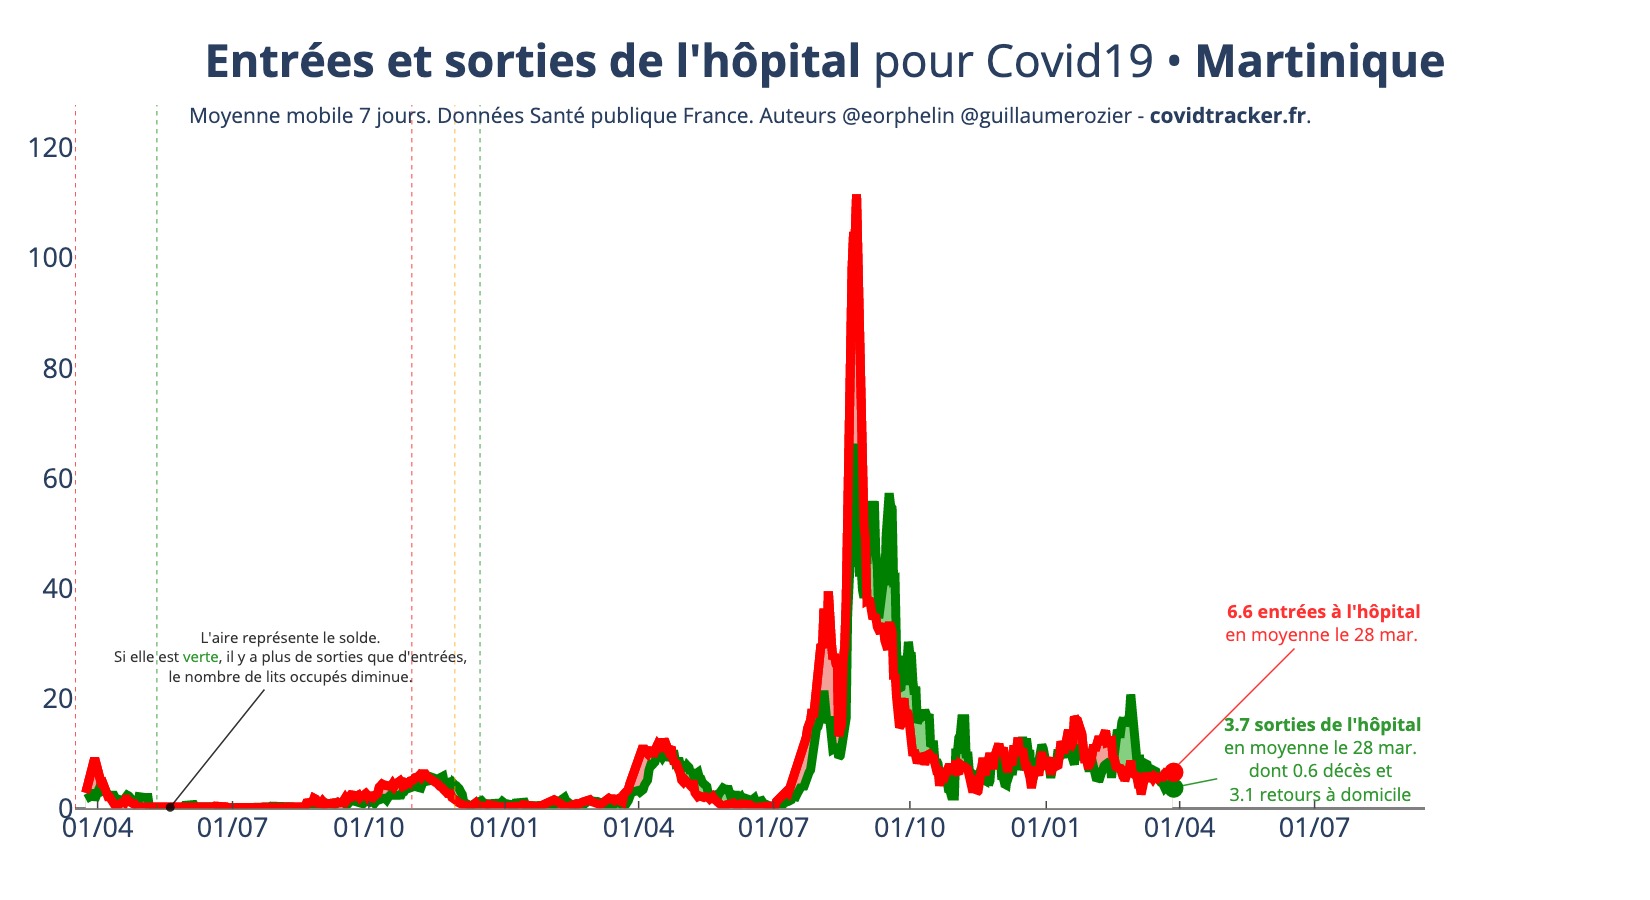 Entrées et sorties de l'hôpital pour Covid19 • Martinique
Moyenne mobile 7 jours. Données Santé publique France. Auteurs @eorphelin @guillaumerozier - covidtracker.fr.
120
100
80
60
40
20
0
L'aire représente le solde.
Si elle est verte, il y a plus de sorties que d'entrées,
le nombre de lits occupés diminue.
6.6 entrées à l'hôpital
en moyenne le 28 mar.
3.7 sorties de l'hôpital
en moyenne le 28 mar.
dont 0.6 décès et
3.1 retours à domicile
01/04 01/07 01/10 01/01 01/04 01/07 01/10 01/01 01/04 01/07